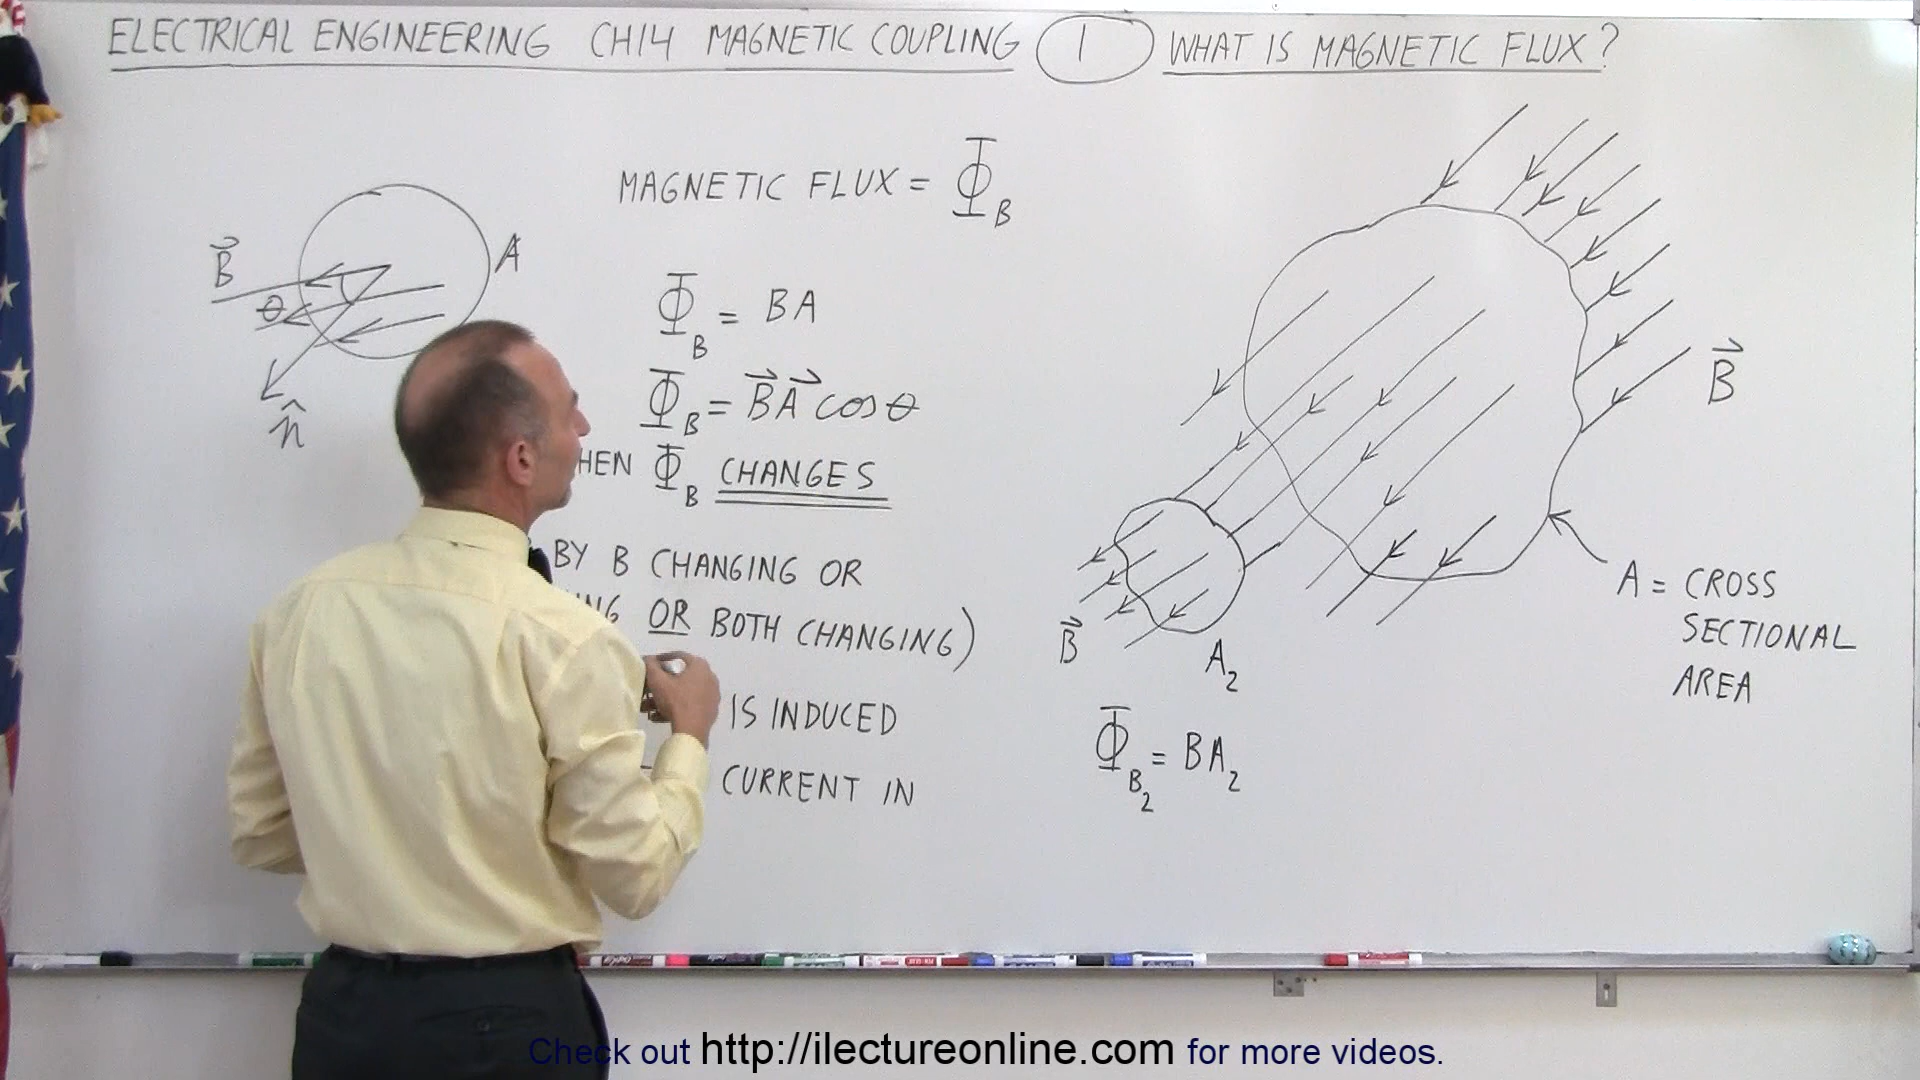 ELECTRICAL ENGINEERING CH14 MAGNETIC COUPLING 1 WHAT IS MAGNETIC FLUX?
MAGNETIC FLUX = Φ_B
B⃗
A
θ
n̂
Φ_B = BA
Φ_B = B⃗A⃗ cos θ
HEN Φ_B CHANGES
BY B CHANGING OR
NG OR BOTH CHANGING)
IS INDUCED
CURRENT IN
B⃗
A = CROSS
SECTIONAL
AREA
B⃗
A₂
Φ_B₂ = BA₂
Check out http://ilectureonline.com for more videos.